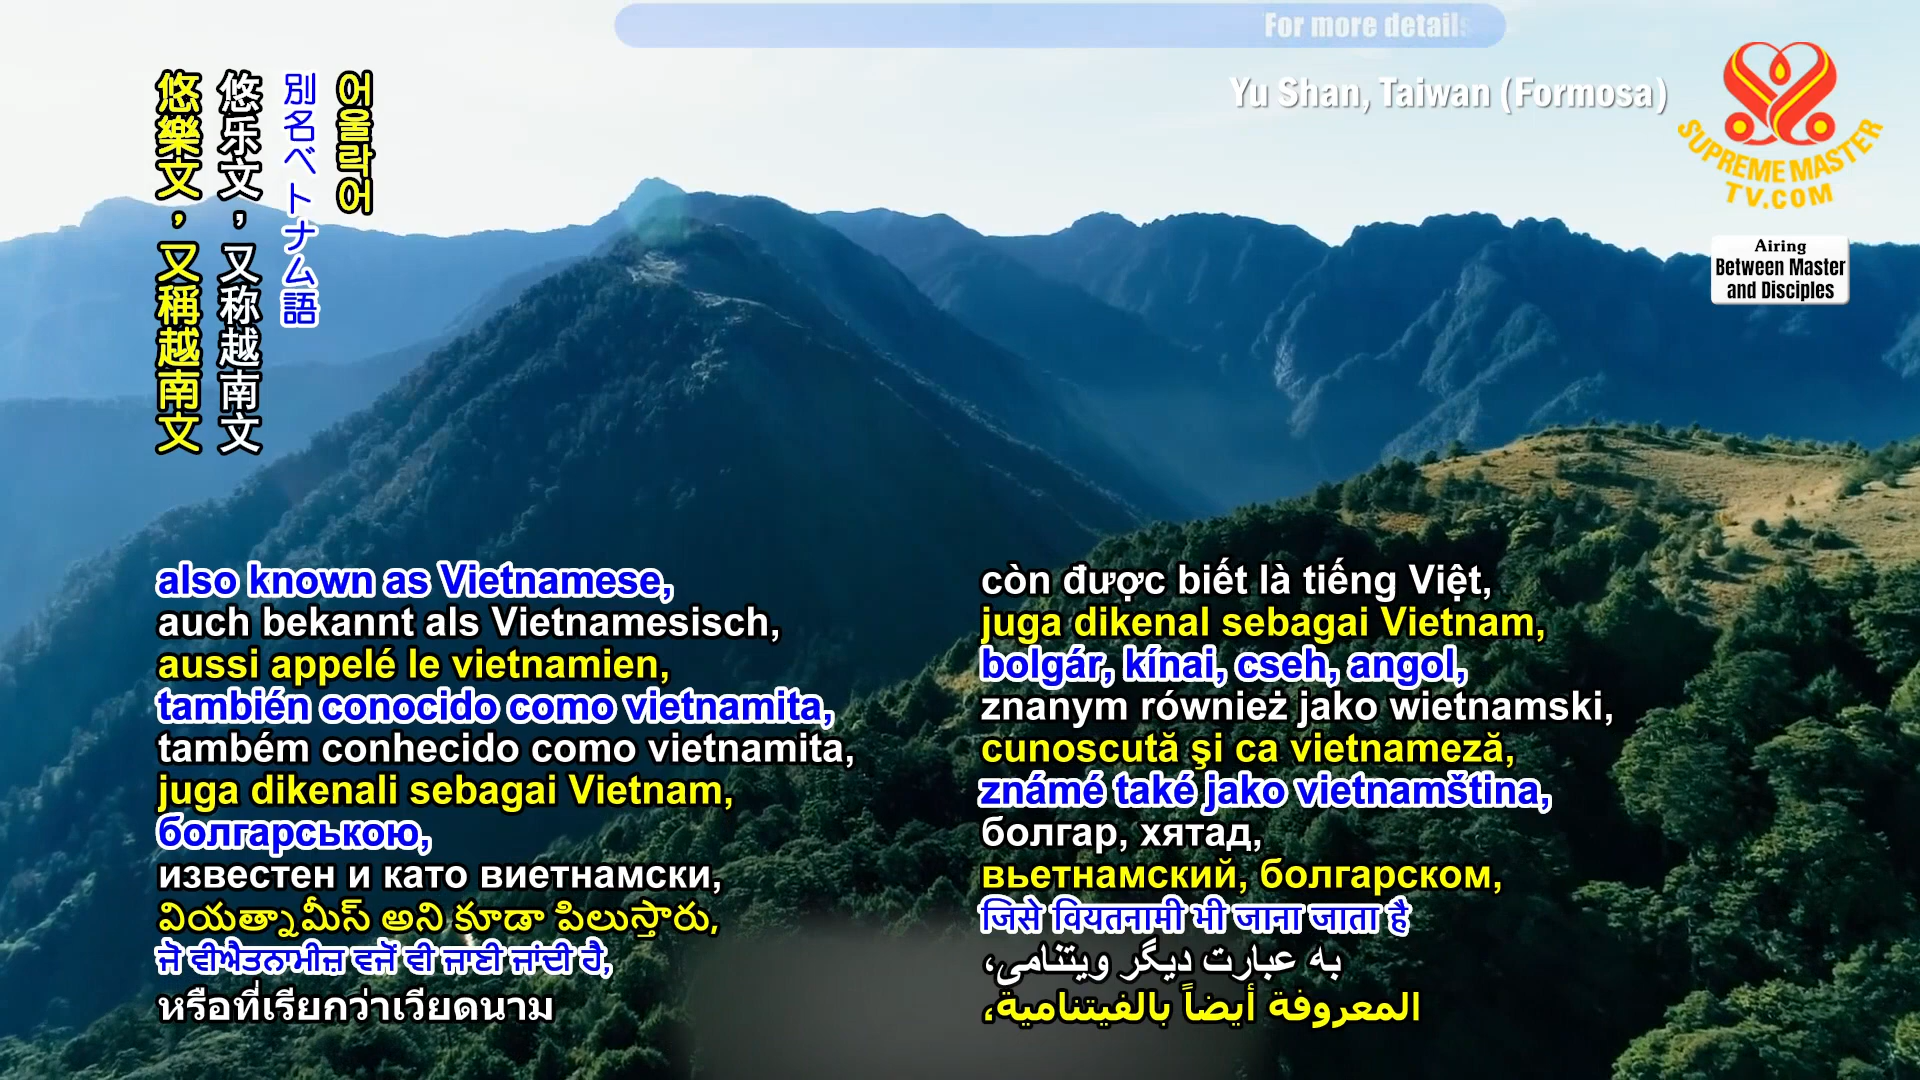 For more details
Yu Shan, Taiwan (Formosa)
SUPREME MASTER
TV.COM
Airing
Between Master
and Disciples
悠樂文，又稱越南文
悠乐文，又称越南文
別名ベトナム語
어울락어
also known as Vietnamese,
auch bekannt als Vietnamesisch,
aussi appelé le vietnamien,
también conocido como vietnamita,
também conhecido como vietnamita,
juga dikenali sebagai Vietnam,
болгарською,
известен и като виетнамски,
వియత్నామీస్ అని కూడా పిలుస్తారు,
ਜੋ ਵੀਐਤਨਾਮੀਜ਼ ਵਜੋਂ ਵੀ ਜਾਣੀ ਜਾਂਦੀ ਹੈ,
หรือที่เรียกว่าเวียดนาม
còn được biết là tiếng Việt,
juga dikenal sebagai Vietnam,
bolgár, kínai, cseh, angol,
znanym również jako wietnamski,
cunoscută şi ca vietnameză,
známé také jako vietnamština,
болгар, хятад,
вьетнамский, болгарском,
जिसे वियतनामी भी जाना जाता है
به عبارت دیگر ویتنامی،
المعروفة أيضاً بالفيتنامية،